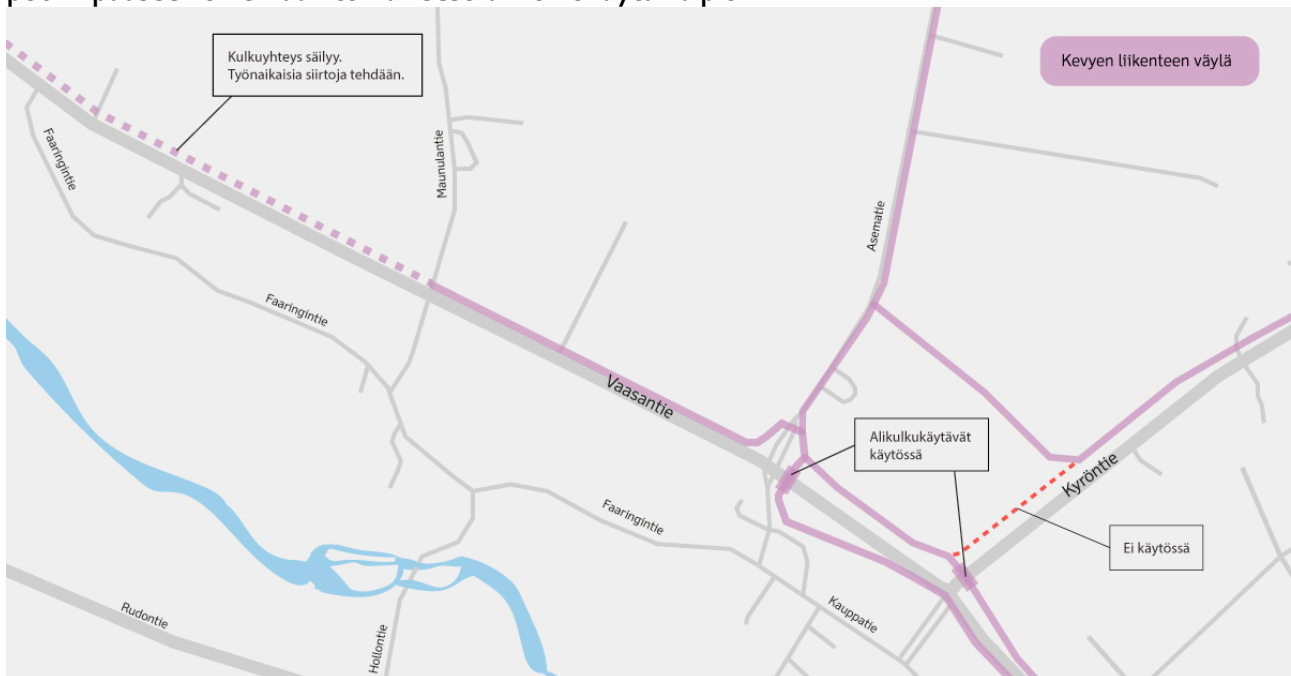 Kulkuyhteys säilyy.
Työnaikaisia siirtoja tehdään.
Kevyen liikenteen väylä
Faaringintie
Maunulantie
Asematie
Faaringintie
Vaasantie
Alikulkukäytävät
käytössä
Kyröntie
Faaringintie
Ei käytössä
Rudontie
Hollontie
Kauppatie